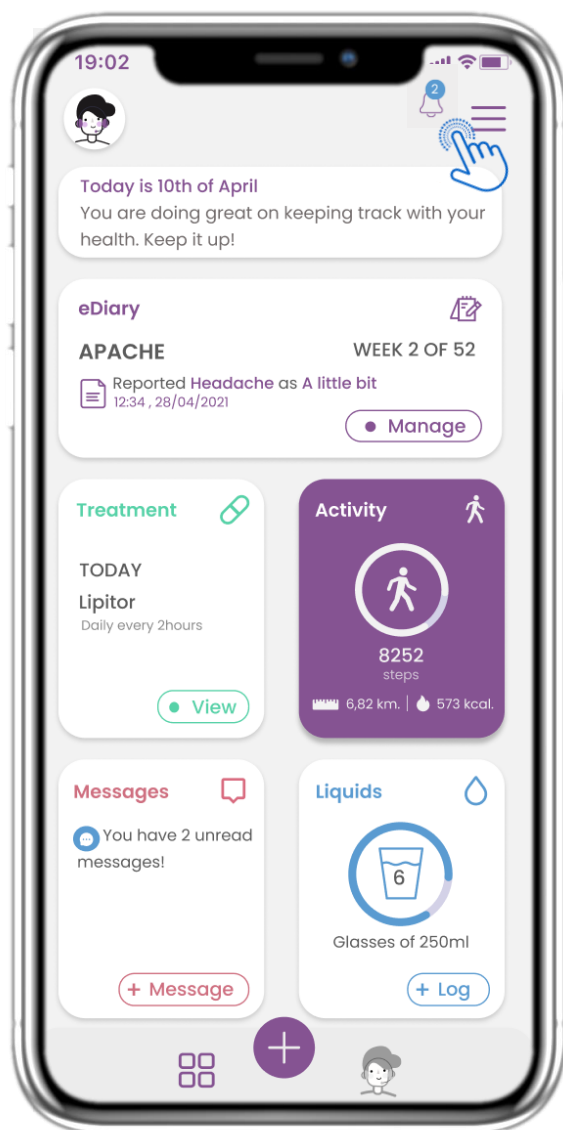 19:02
2
Today is 10th of April
You are doing great on keeping track with your
health. Keep it up!
eDiary
APACHE
WEEK 2 OF 52
Reported Headache as A little bit
12:34 , 28/04/2021
Manage
Treatment
TODAY
Lipitor
Daily every 2hours
View
Activity
8252
steps
6,82 km. | 573 kcal.
Messages
You have 2 unread
messages!
+ Message
Liquids
6
Glasses of 250ml
+ Log